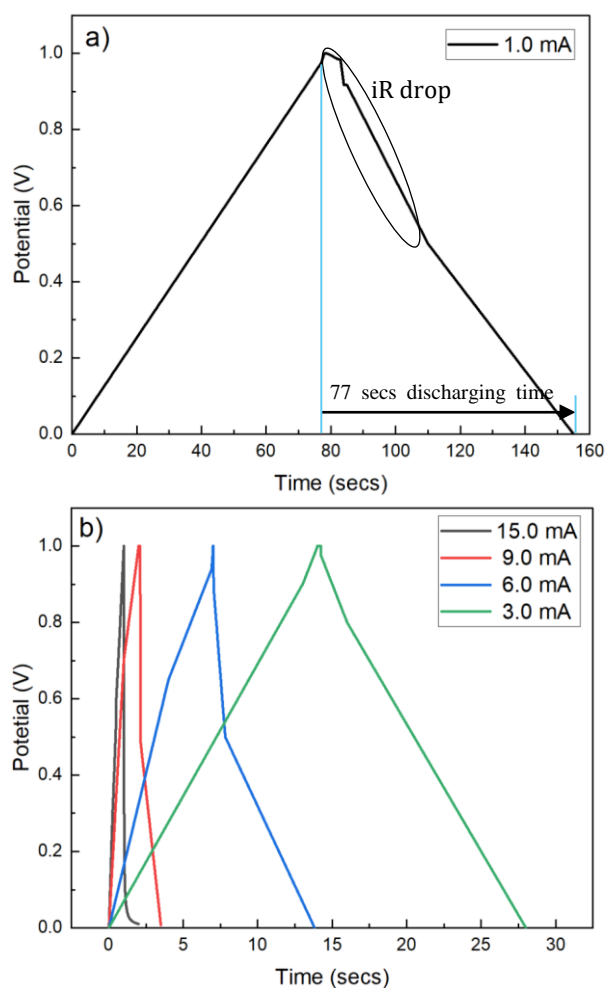 a)
1.0 mA
iR drop
77 secs discharging time
Potential (V)
1.0
0.8
0.6
0.4
0.2
0.0
0 20 40 60 80 100 120 140 160
Time (secs)
b)
15.0 mA
9.0 mA
6.0 mA
3.0 mA
Potetial (V)
1.0
0.8
0.6
0.4
0.2
0.0
0 5 10 15 20 25 30
Time (secs)